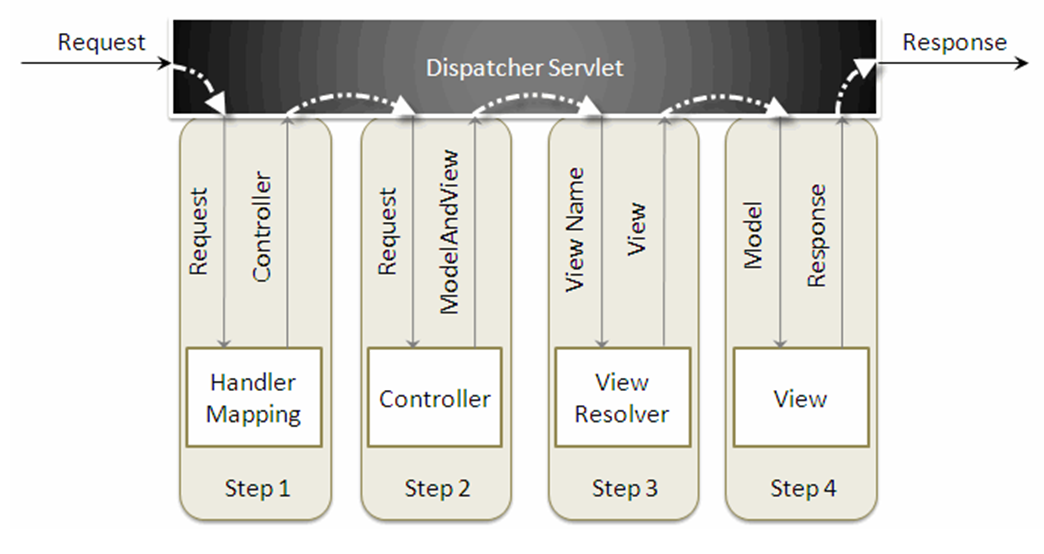 Request
Dispatcher Servlet
Response
Request
Controller
Handler
Mapping
Step 1
Request
ModelAndView
Controller
Step 2
View Name
View
View
Resolver
Step 3
Model
Response
View
Step 4